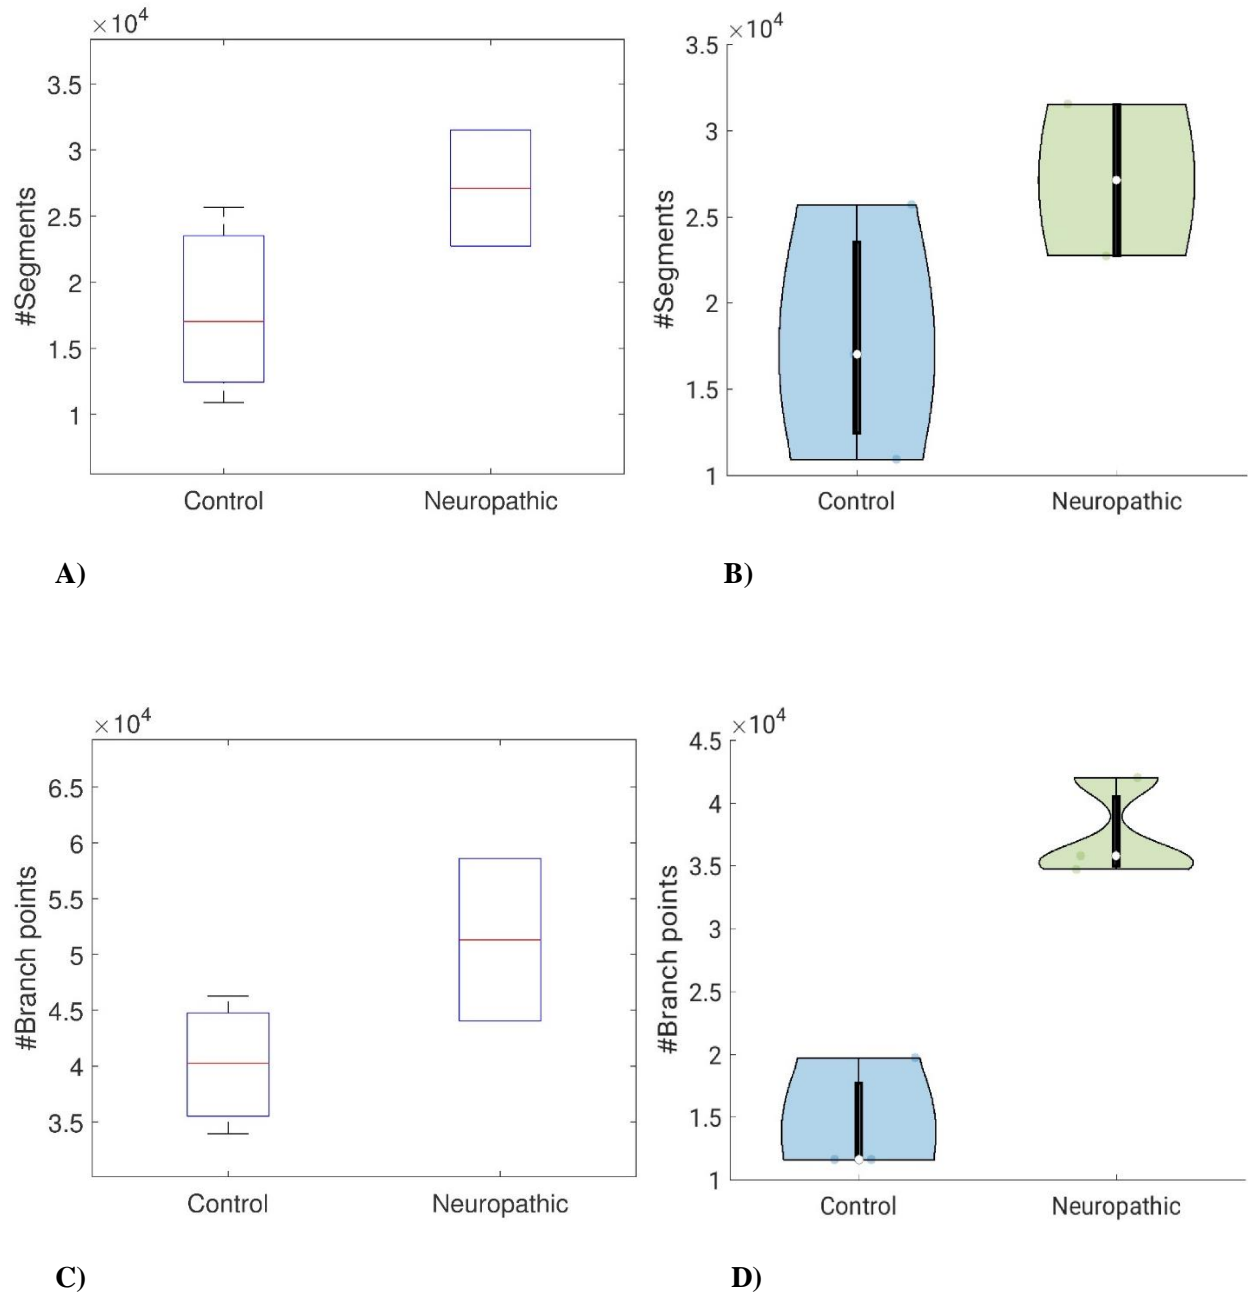 ×10⁴
3.5
3
2.5
2
1.5
1
#Segments
Control Neuropathic
A)
×10⁴
3.5
3
2.5
2
1.5
1
#Segments
Control Neuropathic
B)
×10⁴
6.5
6
5.5
5
4.5
4
3.5
#Branch points
Control Neuropathic
C)
×10⁴
4.5
4
3.5
3
2.5
2
1.5
1
#Branch points
Control Neuropathic
D)